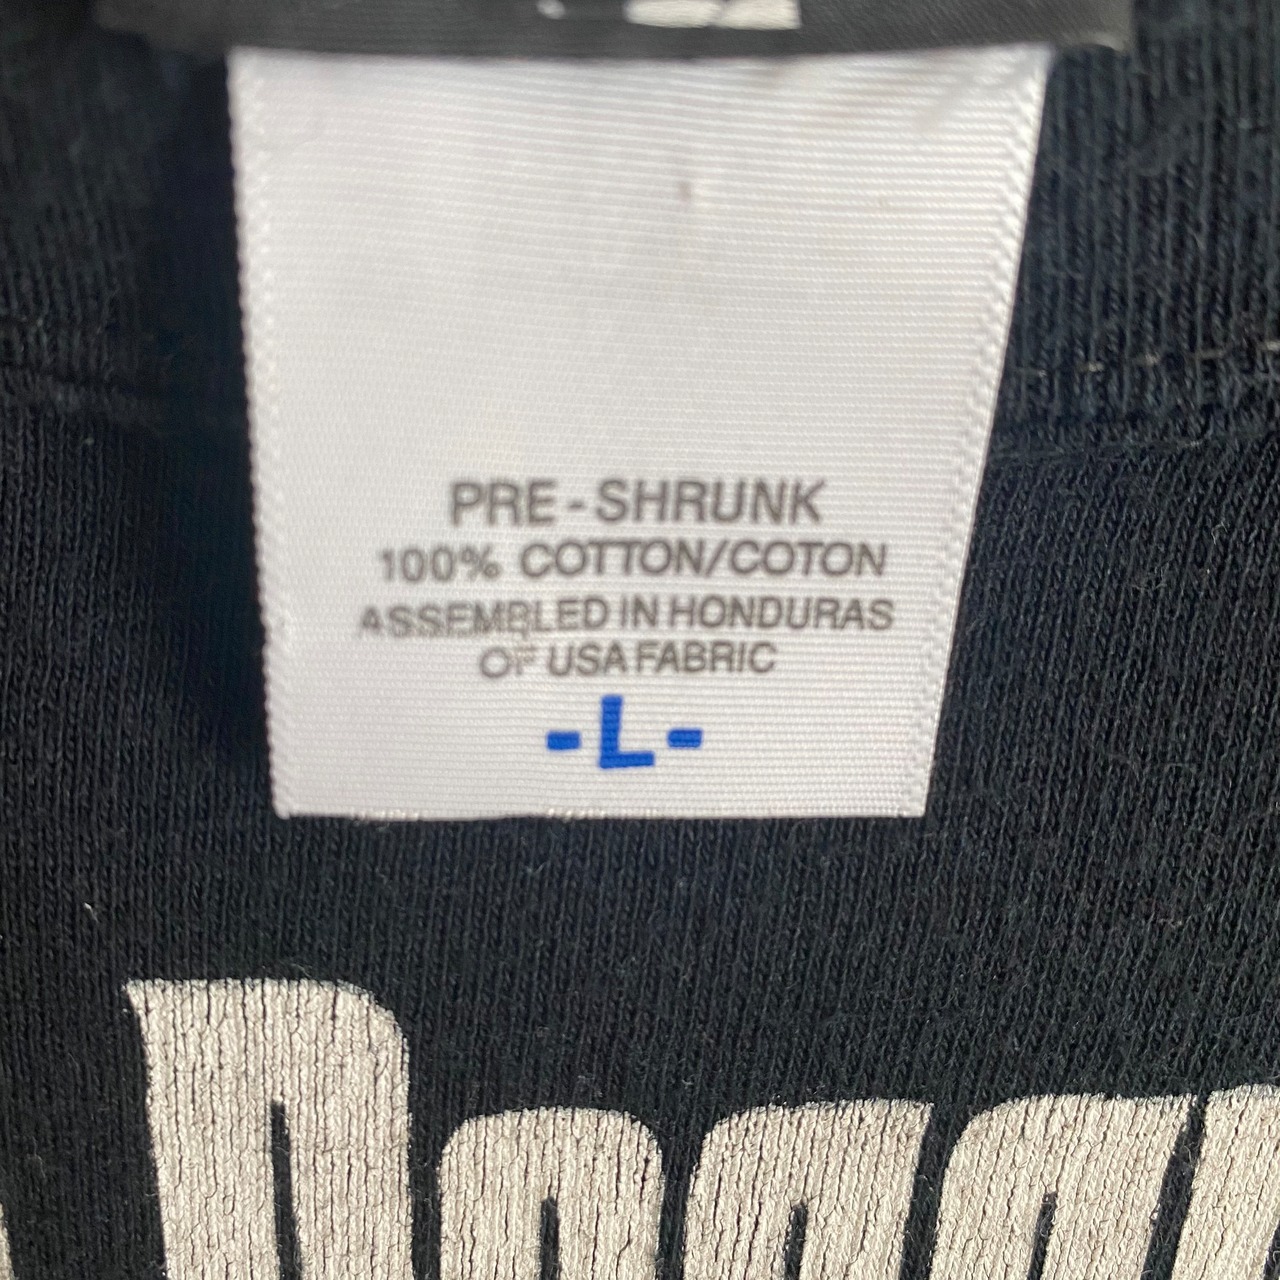 PRE-SHRUNK
100% COTTON/COTON
ASSEMBLED IN HONDURAS
OF USA FABRIC
-L-